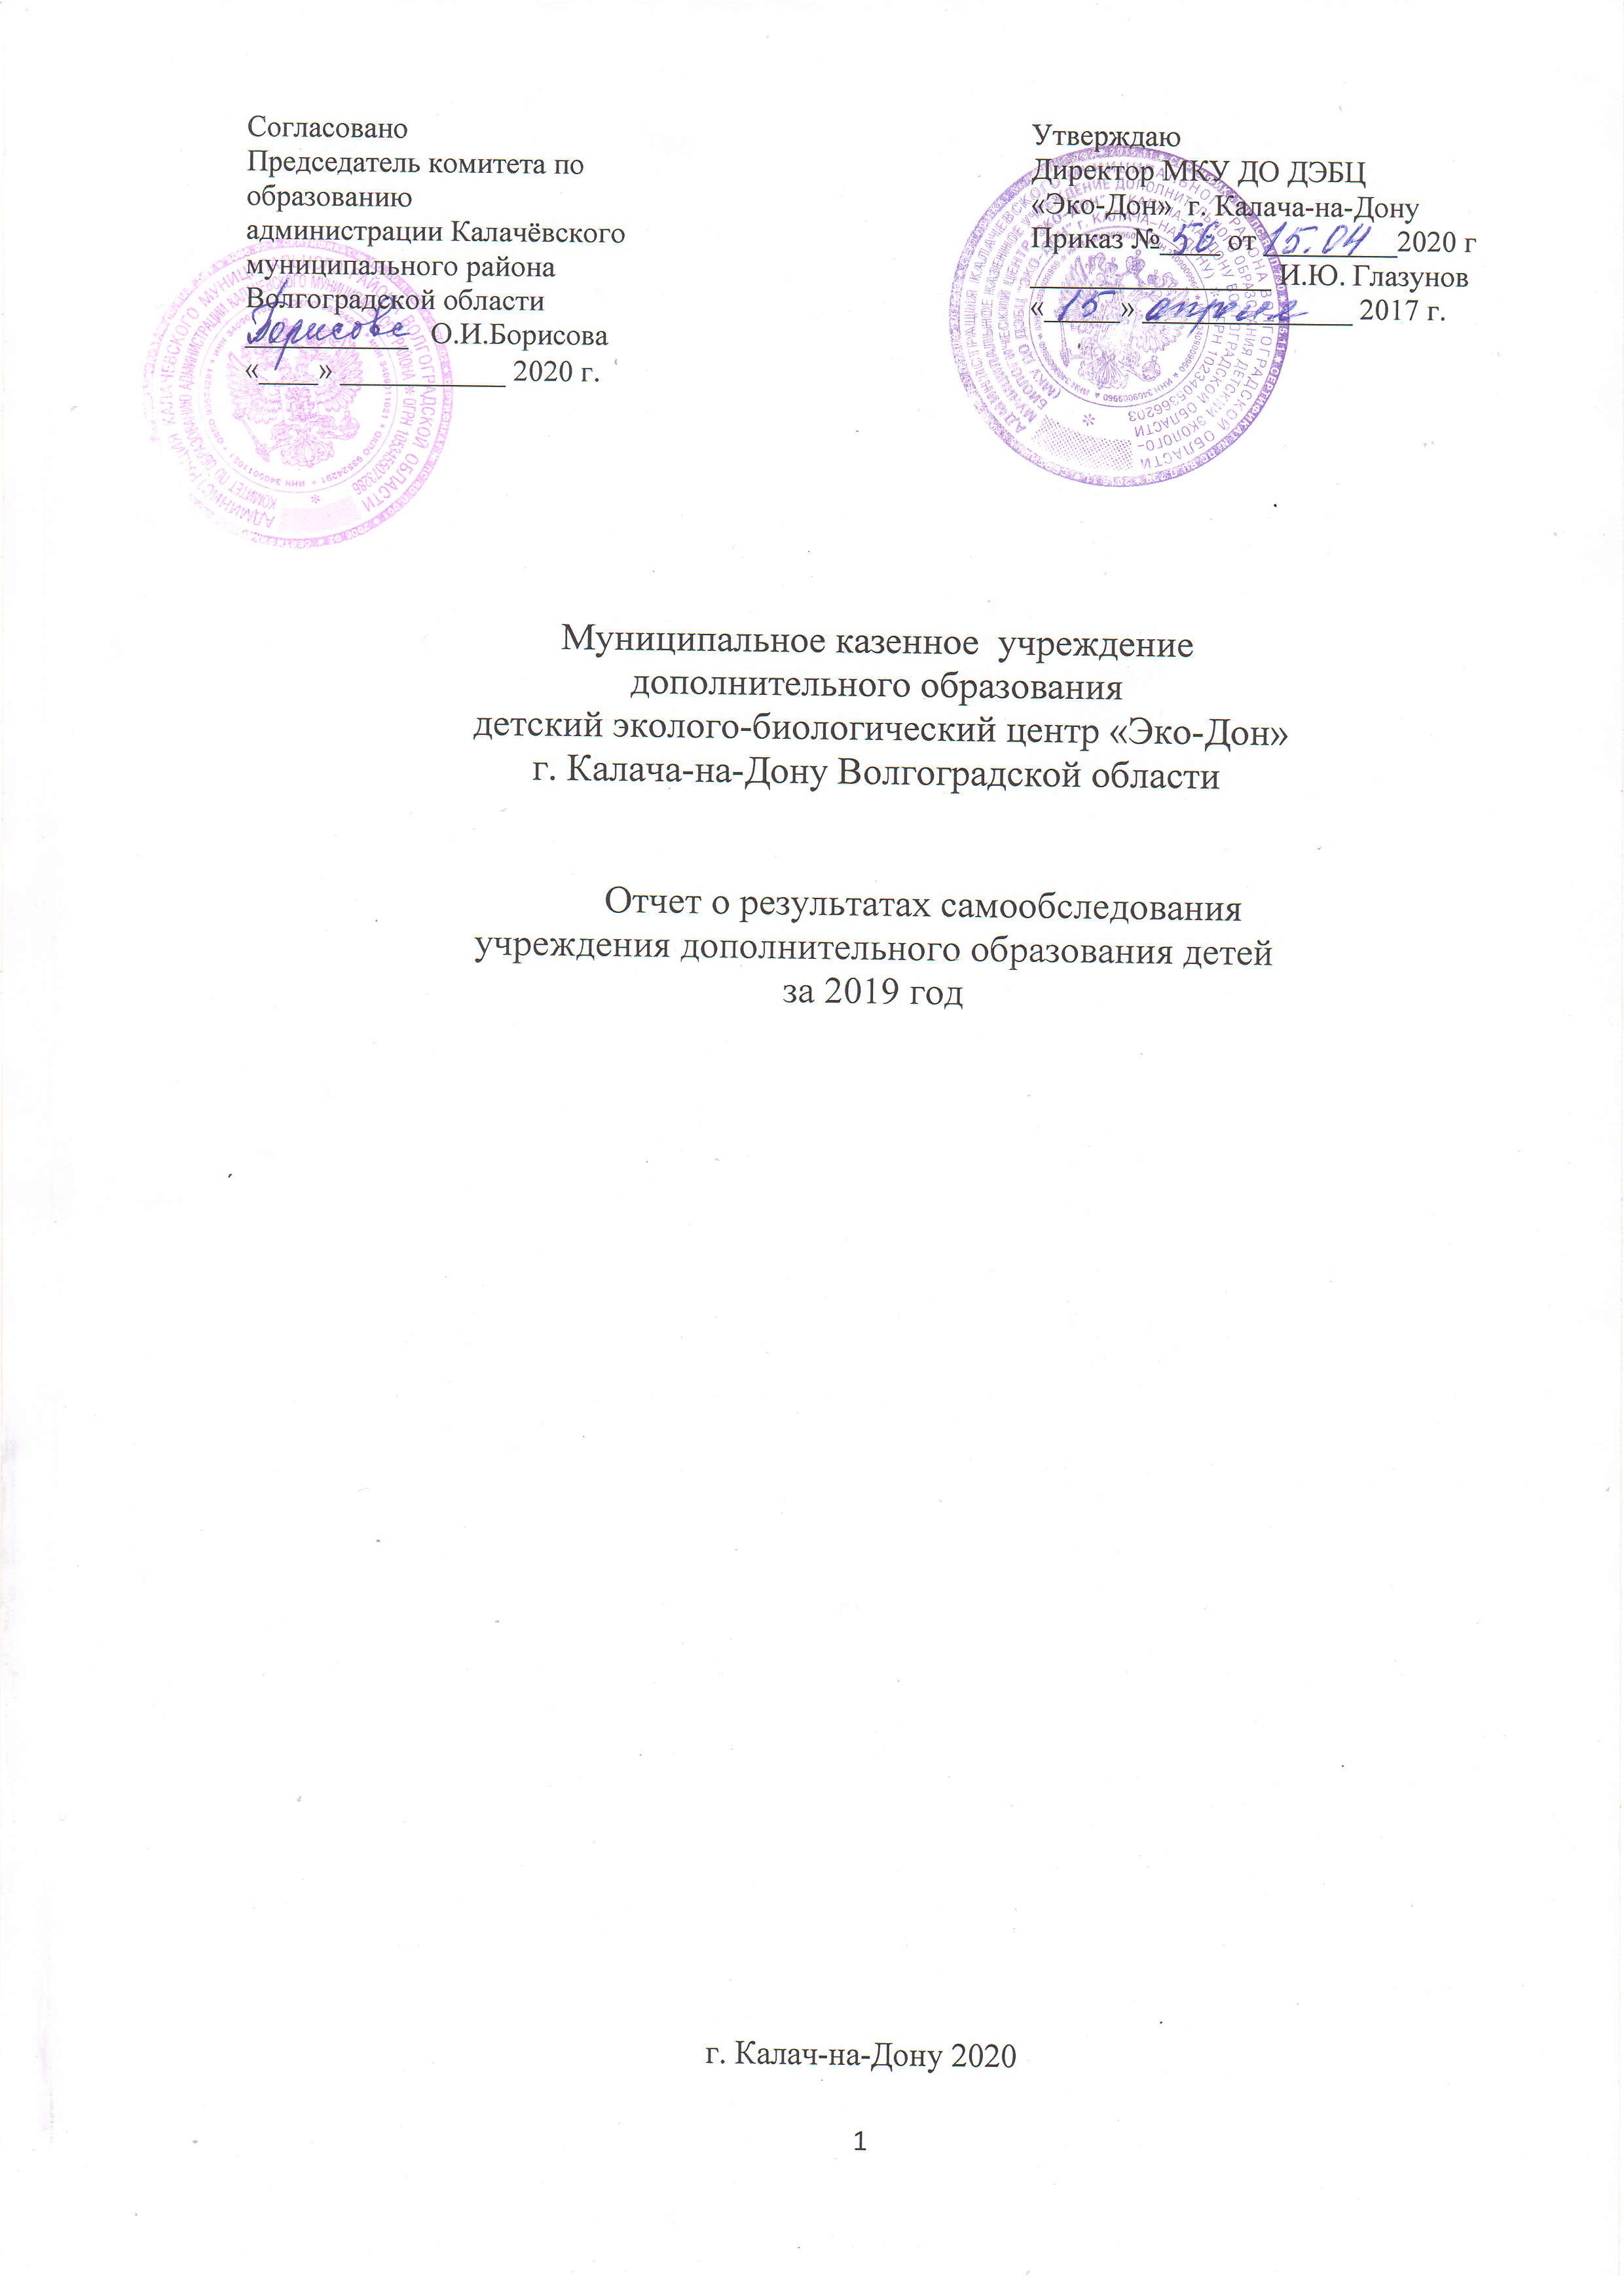 Согласовано
Председатель комитета по
образованию
администрации Калачёвского
муниципального района
Волгоградской области
Борисова О.И.Борисова
«____» ___________ 2020 г.
Утверждаю
Директор МКУ ДО ДЭБЦ
«Эко-Дон» г. Калача-на-Дону
Приказ № 56 от 15.04 2020 г
________________ И.Ю. Глазунов
« 15 » апреля 2017 г.
Муниципальное казенное учреждение
дополнительного образования
детский эколого-биологический центр «Эко-Дон»
г. Калача-на-Дону Волгоградской области
Отчет о результатах самообследования
учреждения дополнительного образования детей
за 2019 год
г. Калач-на-Дону 2020
1